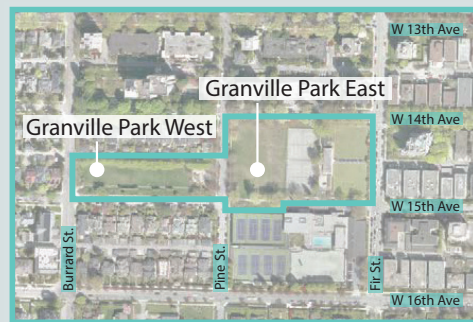 W 13th Ave
Granville Park East
W 14th Ave
Granville Park West
W 15th Ave
Burrard St.
Pine St.
Fir St.
W 16th Ave